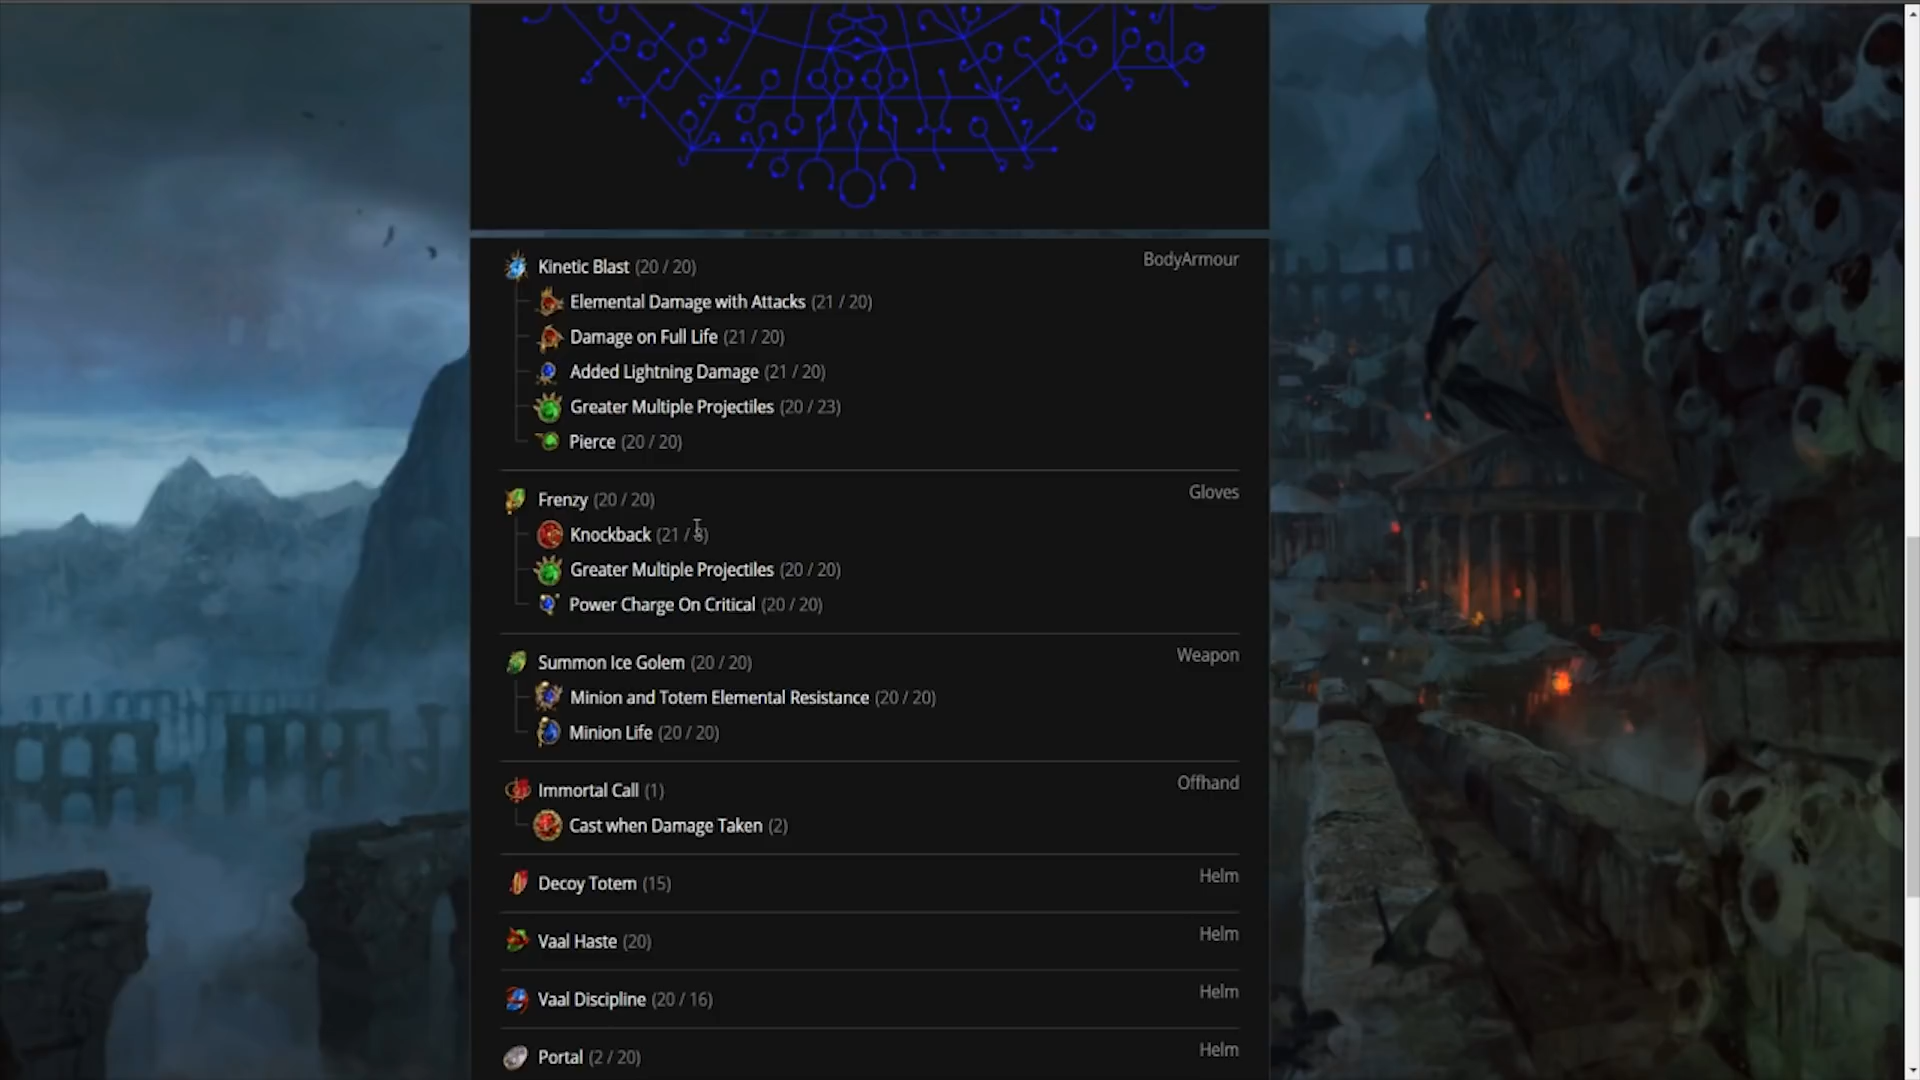 Kinetic Blast (20 / 20) BodyArmour
Elemental Damage with Attacks (21 / 20)
Damage on Full Life (21 / 20)
Added Lightning Damage (21 / 20)
Greater Multiple Projectiles (20 / 23)
Pierce (20 / 20)
Frenzy (20 / 20) Gloves
Knockback (21 / 8)
Greater Multiple Projectiles (20 / 20)
Power Charge On Critical (20 / 20)
Summon Ice Golem (20 / 20) Weapon
Minion and Totem Elemental Resistance (20 / 20)
Minion Life (20 / 20)
Immortal Call (1) Offhand
Cast when Damage Taken (2)
Decoy Totem (15) Helm
Vaal Haste (20) Helm
Vaal Discipline (20 / 16) Helm
Portal (2 / 20) Helm